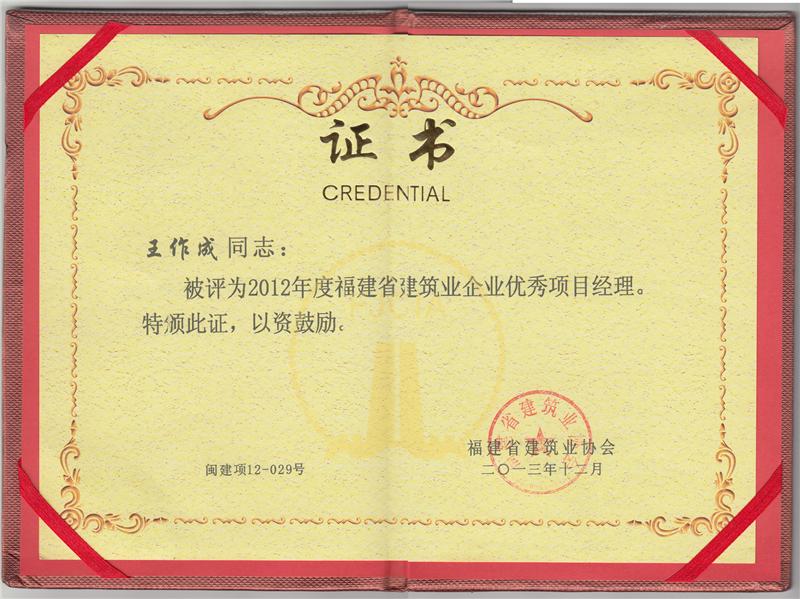 证书
CREDENTIAL
王作成同志：
被评为2012年度福建省建筑业企业优秀项目经理。
特颁此证，以资鼓励。
FJCIA
福建省建筑业协会
闽建项12-029号
二〇一三年十二月
省建筑业